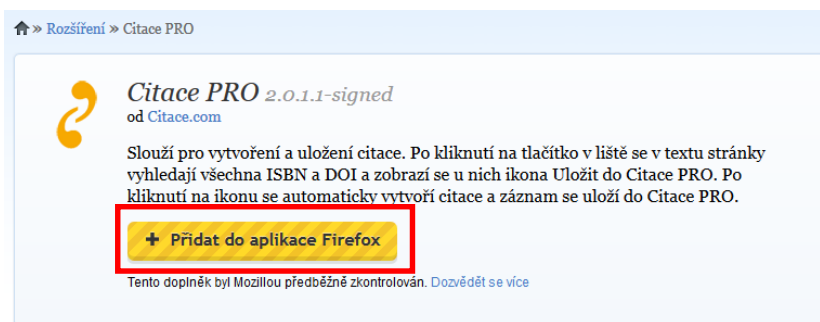 » Rozšíření » Citace PRO
Citace PRO 2.0.1.1-signed
od Citace.com
Slouží pro vytvoření a uložení citace. Po kliknutí na tlačítko v liště se v textu stránky
vyhledají všechna ISBN a DOI a zobrazí se u nich ikona Uložit do Citace PRO. Po
kliknutí na ikonu se automaticky vytvoří citace a záznam se uloží do Citace PRO.
+ Přidat do aplikace Firefox
Tento doplněk byl Mozillou předběžně zkontrolován. Dozvědět se více